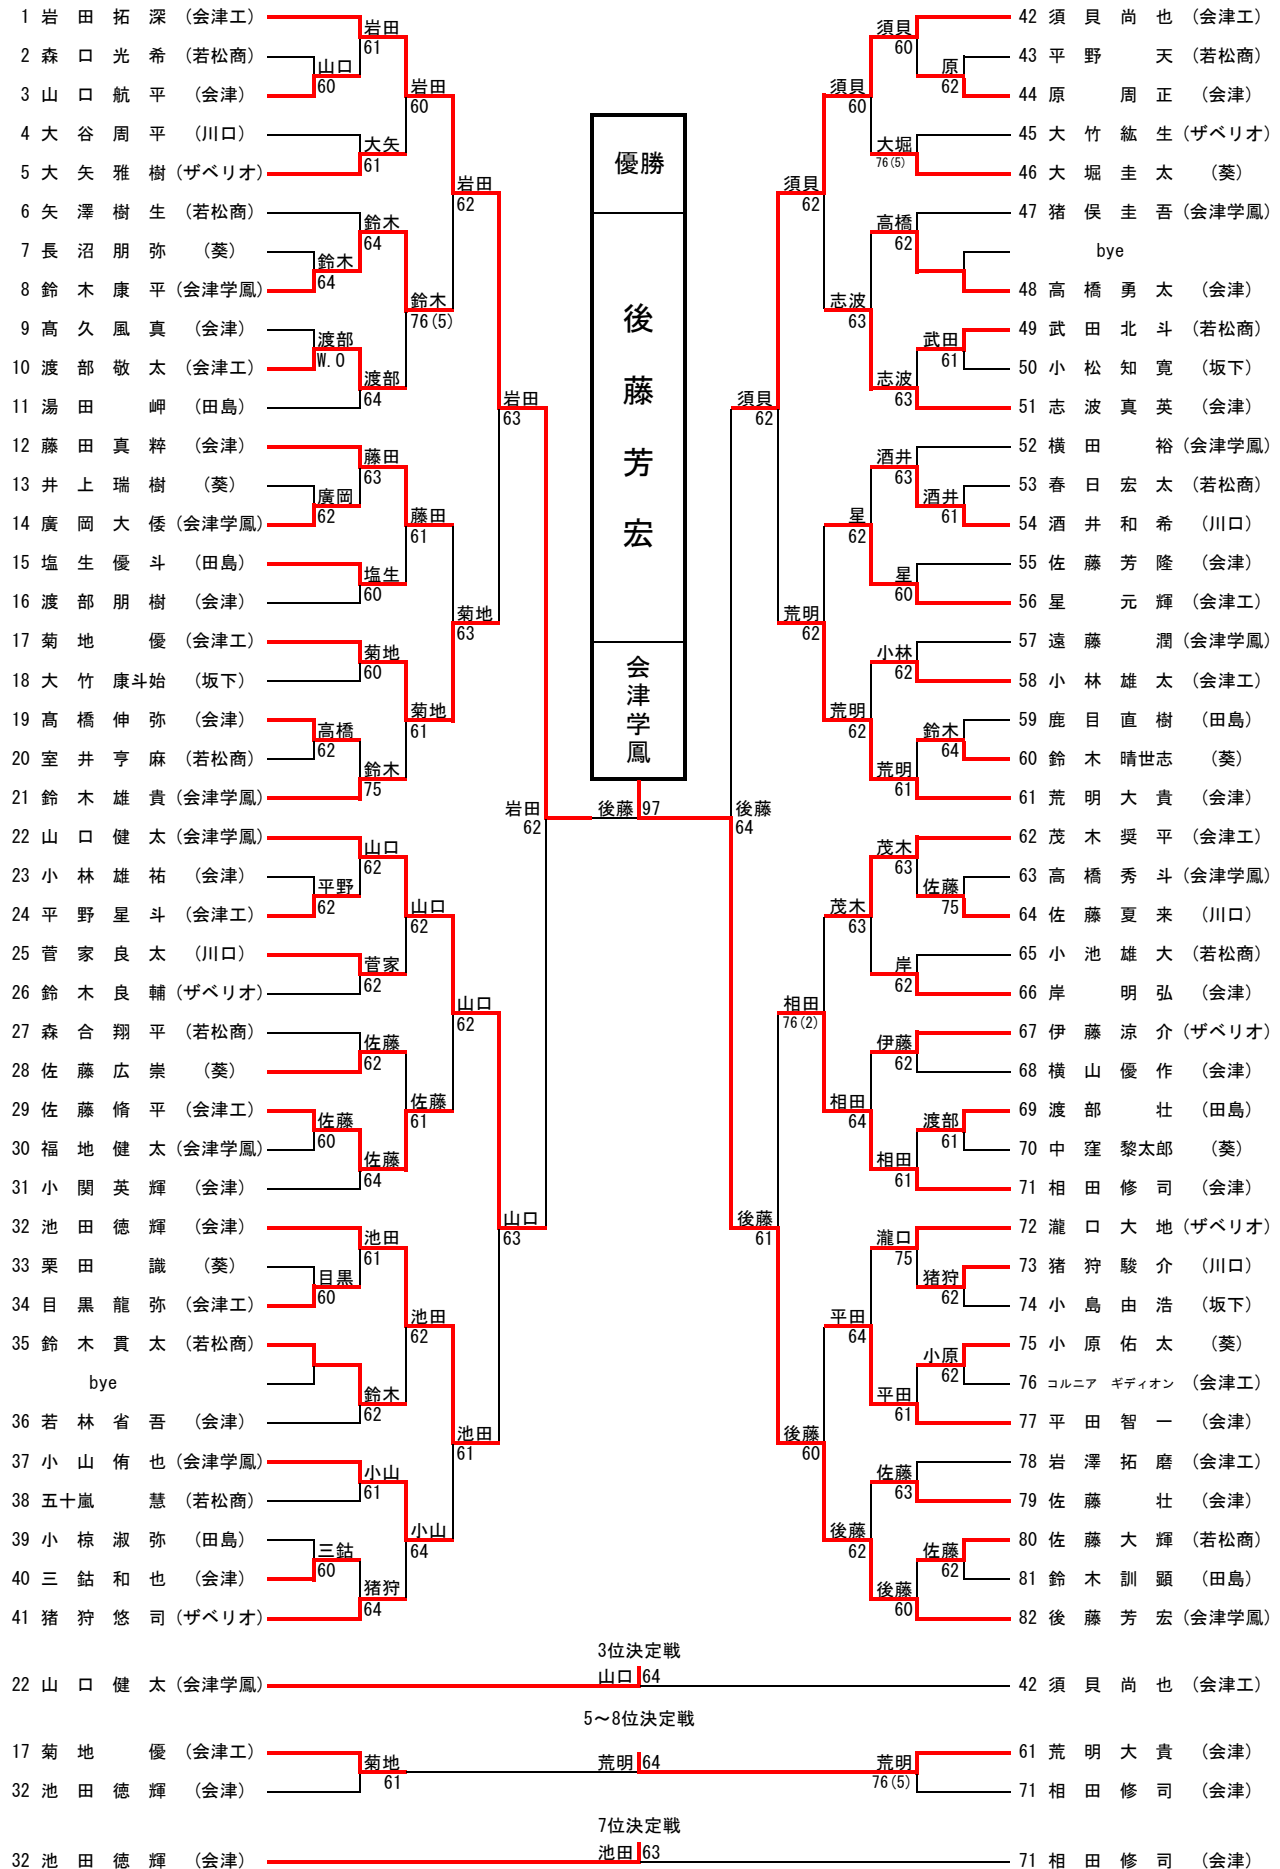 1 岩田拓深 (会津工)
2 森口光希 (若松商)
3 山口航平 (会津)
4 大谷周平 (川口)
5 大矢雅樹 (ザベリオ)
6 矢澤樹生 (若松商)
7 長沼朋弥 (葵)
8 鈴木康平 (会津学鳳)
9 髙久風真 (会津)
10 渡部敬太 (会津工)
11 湯田岬 (田島)
12 藤田真粋 (会津)
13 井上瑞樹 (葵)
14 廣岡大倭 (会津学鳳)
15 塩生優斗 (田島)
16 渡部朋樹 (会津)
17 菊地優 (会津工)
18 大竹康斗始 (坂下)
19 髙橋伸弥 (会津)
20 室井亨麻 (若松商)
21 鈴木雄貴 (会津学鳳)
22 山口健太 (会津学鳳)
23 小林雄祐 (会津)
24 平野星斗 (会津工)
25 菅家良太 (川口)
26 鈴木良輔 (ザベリオ)
27 森合翔平 (若松商)
28 佐藤広崇 (葵)
29 佐藤脩平 (会津工)
30 福地健太 (会津学鳳)
31 小関英輝 (会津)
32 池田徳輝 (会津)
33 栗田識 (葵)
34 目黒龍弥 (会津工)
35 鈴木貫太 (若松商)
bye
36 若林省吾 (会津)
37 小山侑也 (会津学鳳)
38 五十嵐慧 (若松商)
39 小椋淑弥 (田島)
40 三鈷和也 (会津)
41 猪狩悠司 (ザベリオ)
山口
60
鈴木
64
渡部
W.O
廣岡
62
高橋
62
平野
62
佐藤
60
目黒
60
三鈷
60
岩田
61
大矢
61
鈴木
64
渡部
64
藤田
63
塩生
60
菊地
60
鈴木
75
山口
62
菅家
62
佐藤
62
佐藤
64
池田
61
鈴木
62
小山
61
猪狩
64
岩田
60
鈴木
76(5)
藤田
61
菊地
61
山口
62
佐藤
61
池田
62
小山
64
岩田
62
菊地
63
山口
62
池田
61
岩田
63
山口
63
岩田
62
優勝
後藤芳宏
会津学鳳
後藤 97
後藤
64
須貝
62
後藤
61
須貝
62
荒明
62
相田
76(2)
後藤
60
須貝
60
志波
63
星
62
荒明
62
茂木
63
相田
64
平田
64
後藤
62
須貝
60
大堀
76(5)
高橋
62
志波
63
酒井
63
星
60
小林
62
荒明
61
茂木
63
岸
62
伊藤
62
相田
61
瀧口
75
平田
61
佐藤
63
後藤
60
原
62
武田
61
酒井
61
鈴木
64
佐藤
75
渡部
61
猪狩
62
小原
62
佐藤
62
42 須貝尚也 (会津工)
43 平野天 (若松商)
44 原周正 (会津)
45 大竹紘生 (ザベリオ)
46 大堀圭太 (葵)
47 猪俣圭吾 (会津学鳳)
bye
48 高橋勇太 (会津)
49 武田北斗 (若松商)
50 小松知寛 (坂下)
51 志波真英 (会津)
52 横田裕 (会津学鳳)
53 春日宏太 (若松商)
54 酒井和希 (川口)
55 佐藤芳隆 (会津)
56 星元輝 (会津工)
57 遠藤潤 (会津学鳳)
58 小林雄太 (会津工)
59 鹿目直樹 (田島)
60 鈴木晴世志 (葵)
61 荒明大貴 (会津)
62 茂木奨平 (会津工)
63 高橋秀斗 (会津学鳳)
64 佐藤夏来 (川口)
65 小池雄大 (若松商)
66 岸明弘 (会津)
67 伊藤涼介 (ザベリオ)
68 横山優作 (会津)
69 渡部壮 (田島)
70 中窪黎太郎 (葵)
71 相田修司 (会津)
72 瀧口大地 (ザベリオ)
73 猪狩駿介 (川口)
74 小島由浩 (坂下)
75 小原佑太 (葵)
76 コルニア ギディオン (会津工)
77 平田智一 (会津)
78 岩澤拓磨 (会津工)
79 佐藤壮 (会津)
80 佐藤大輝 (若松商)
81 鈴木訓顕 (田島)
82 後藤芳宏 (会津学鳳)
3位決定戦
22 山口健太 (会津学鳳) 山口 64 42 須貝尚也 (会津工)
5~8位決定戦
17 菊地優 (会津工) 菊地 荒明 64 荒明 61 荒明大貴 (会津)
32 池田徳輝 (会津) 61 76(5) 71 相田修司 (会津)
7位決定戦
32 池田徳輝 (会津) 池田 63 71 相田修司 (会津)